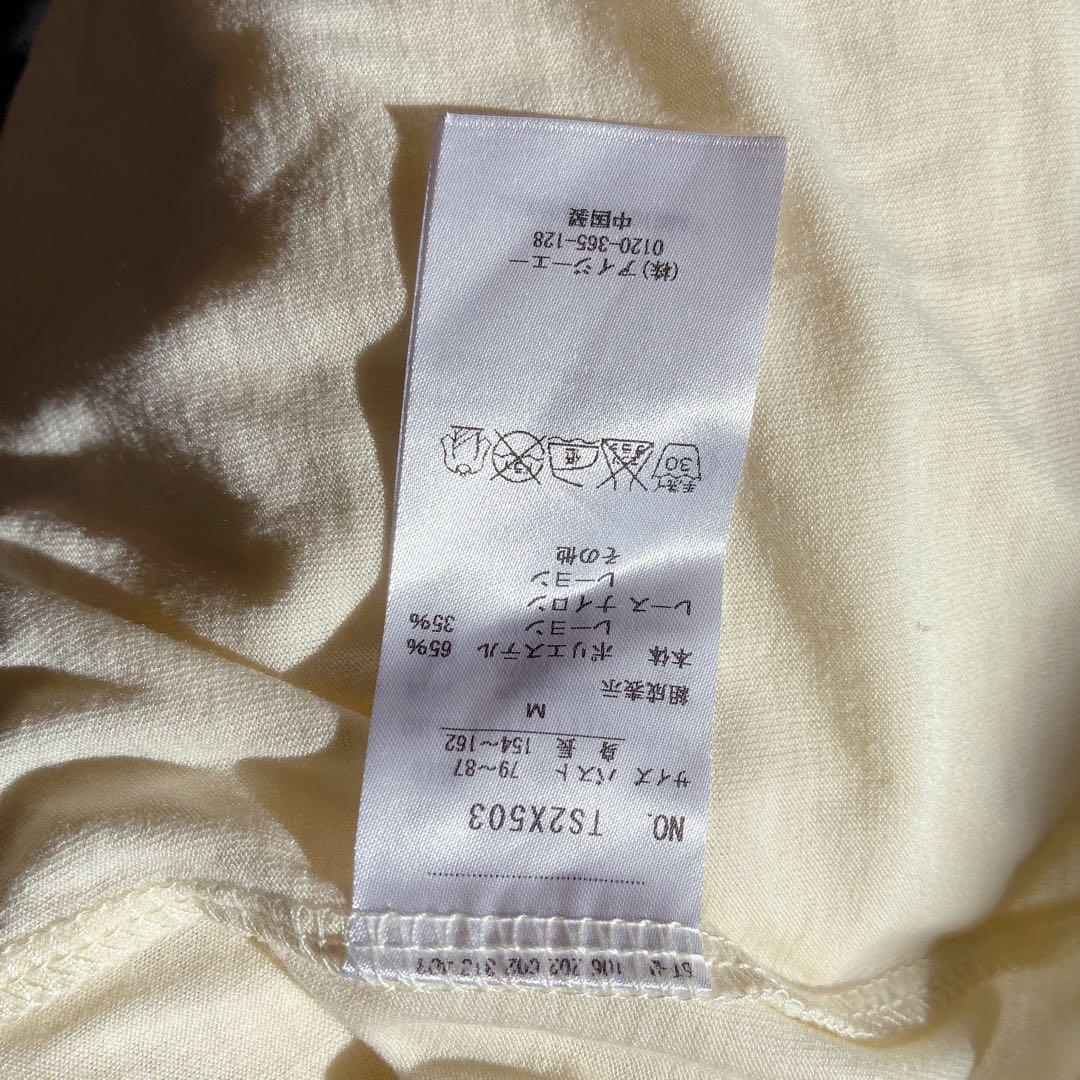 NO. TS2X503
サイズ バスト 79～87
身長 154～162
M
組成表示
本体 ポリエステル 65%
レーヨン 35%
レース ナイロン
レーヨン
その他
手洗イ 30
低
(株)アイジーエー
0120-365-128
中国製